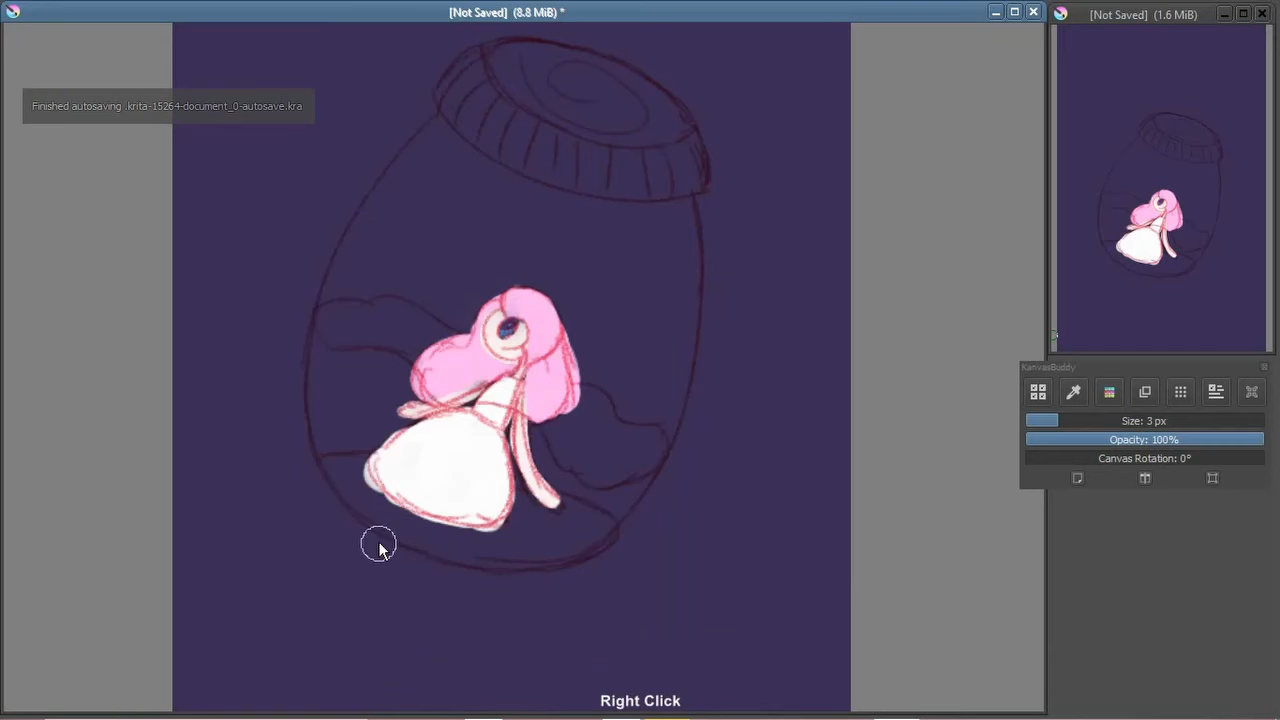 [Not Saved] (8.8 MiB) *
[Not Saved] (1.6 MiB)
Finished autosaving .krita-15264-document_0-autosave.kra
KanvasBuddy
Size: 3 px
Opacity: 100%
Canvas Rotation: 0°
Right Click